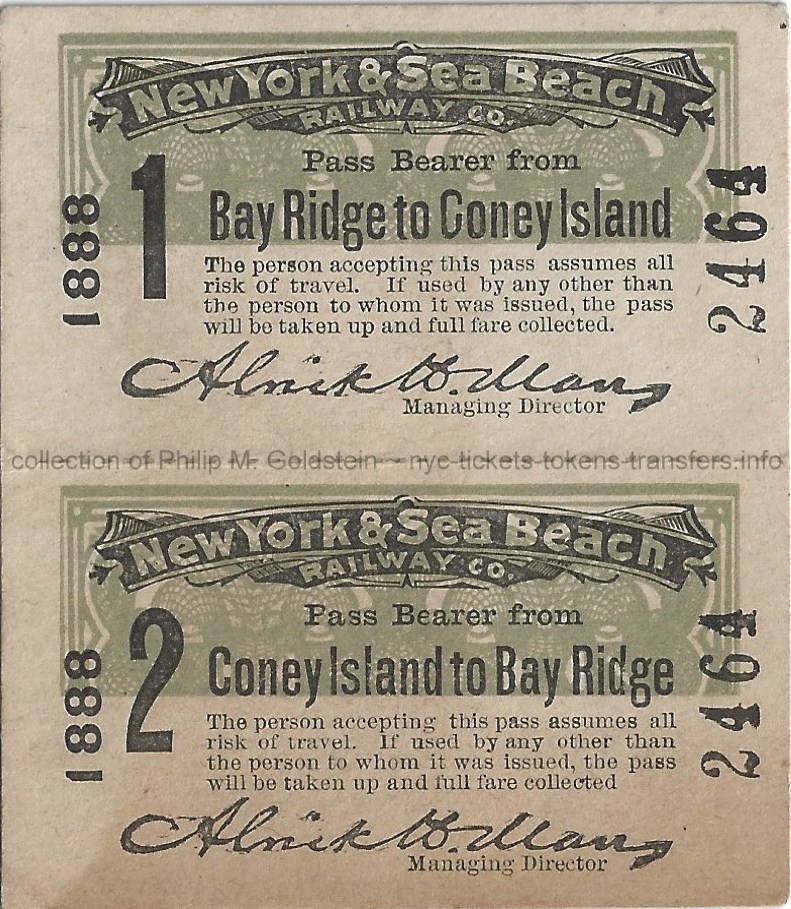 New York & Sea Beach
RAILWAY CO.
Pass Bearer from
1888
1
Bay Ridge to Coney Island
2464
The person accepting this pass assumes all
risk of travel. If used by any other than
the person to whom it was issued, the pass
will be taken up and full fare collected.
Alrick H. Man
Managing Director
collection of Philip M. Goldstein ~ nyc-tickets-tokens-transfers.info
New York & Sea Beach
RAILWAY CO.
Pass Bearer from
1888
2
Coney Island to Bay Ridge
2464
The person accepting this pass assumes all
risk of travel. If used by any other than
the person to whom it was issued, the pass
will be taken up and full fare collected
Alrick H. Man
Managing Director